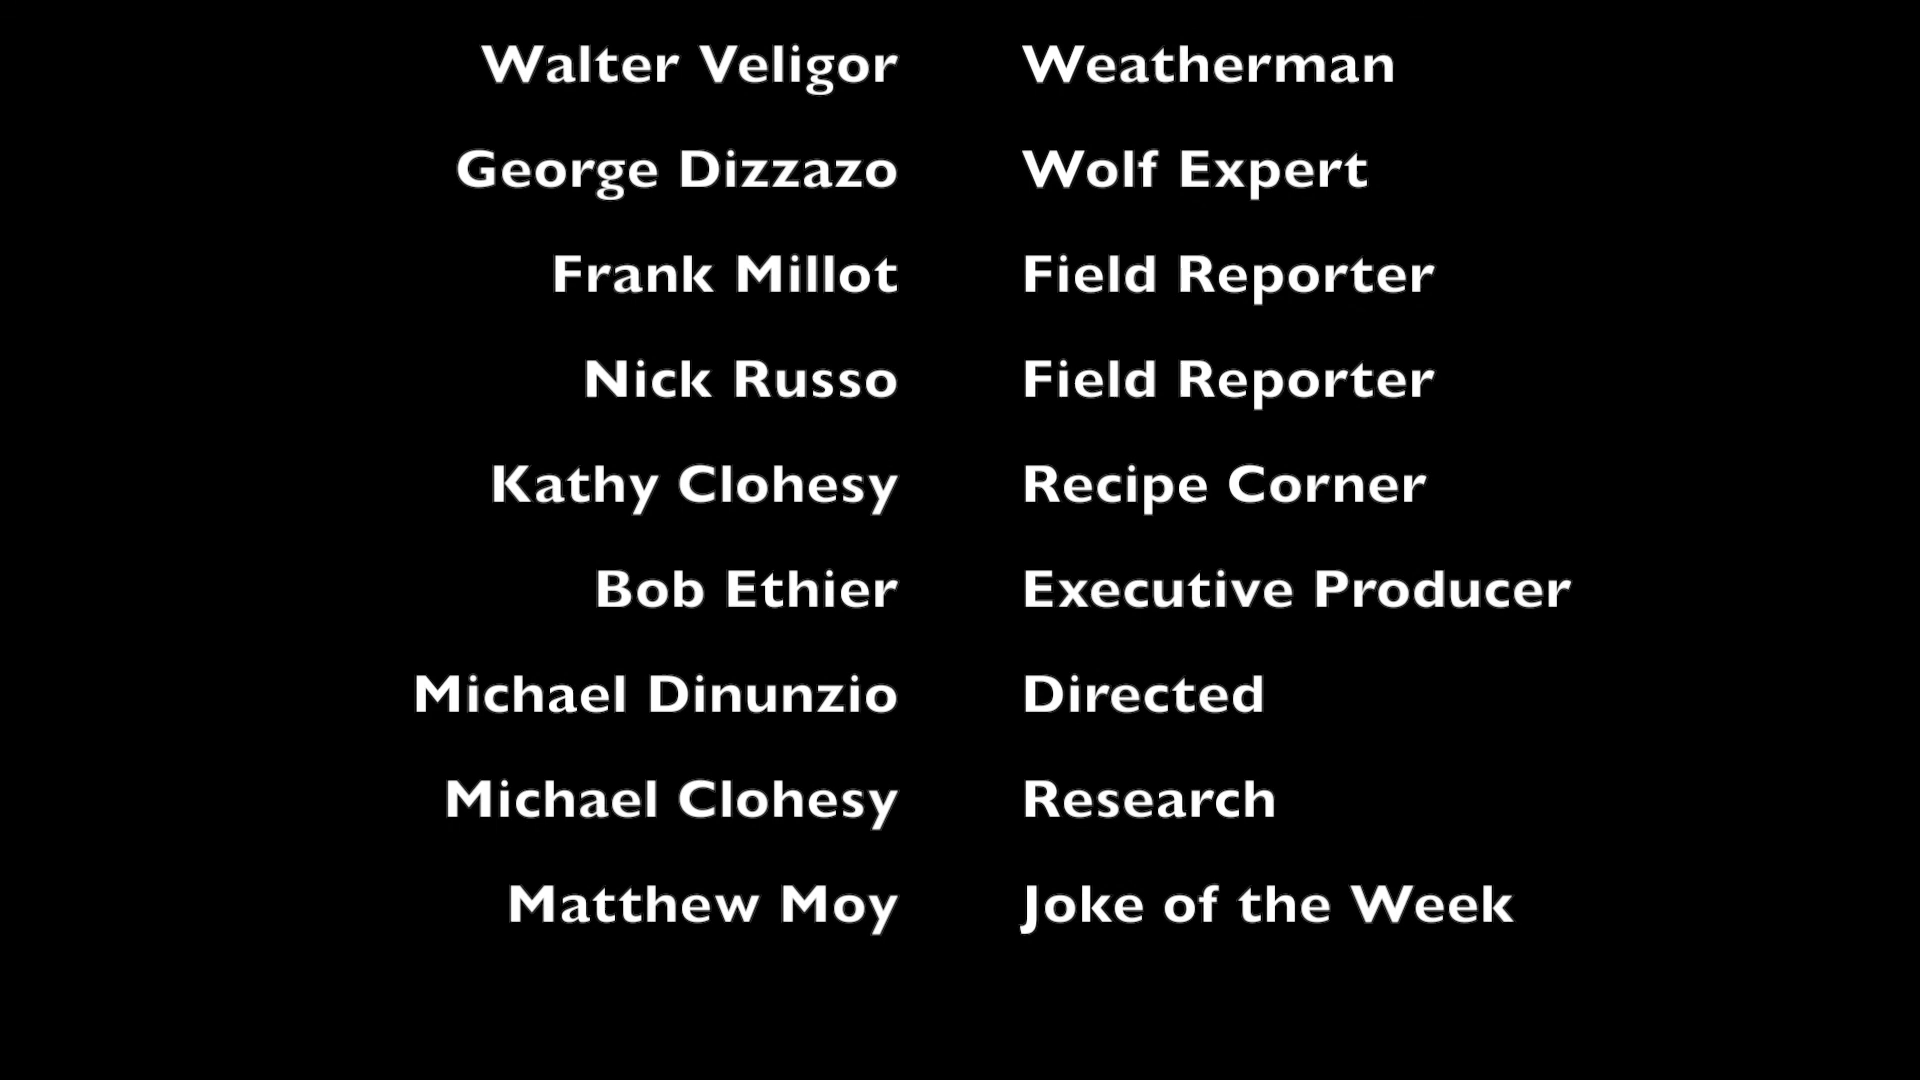 Walter Veligor Weatherman
George Dizzazo Wolf Expert
Frank Millot Field Reporter
Nick Russo Field Reporter
Kathy Clohesy Recipe Corner
Bob Ethier Executive Producer
Michael Dinunzio Directed
Michael Clohesy Research
Matthew Moy Joke of the Week